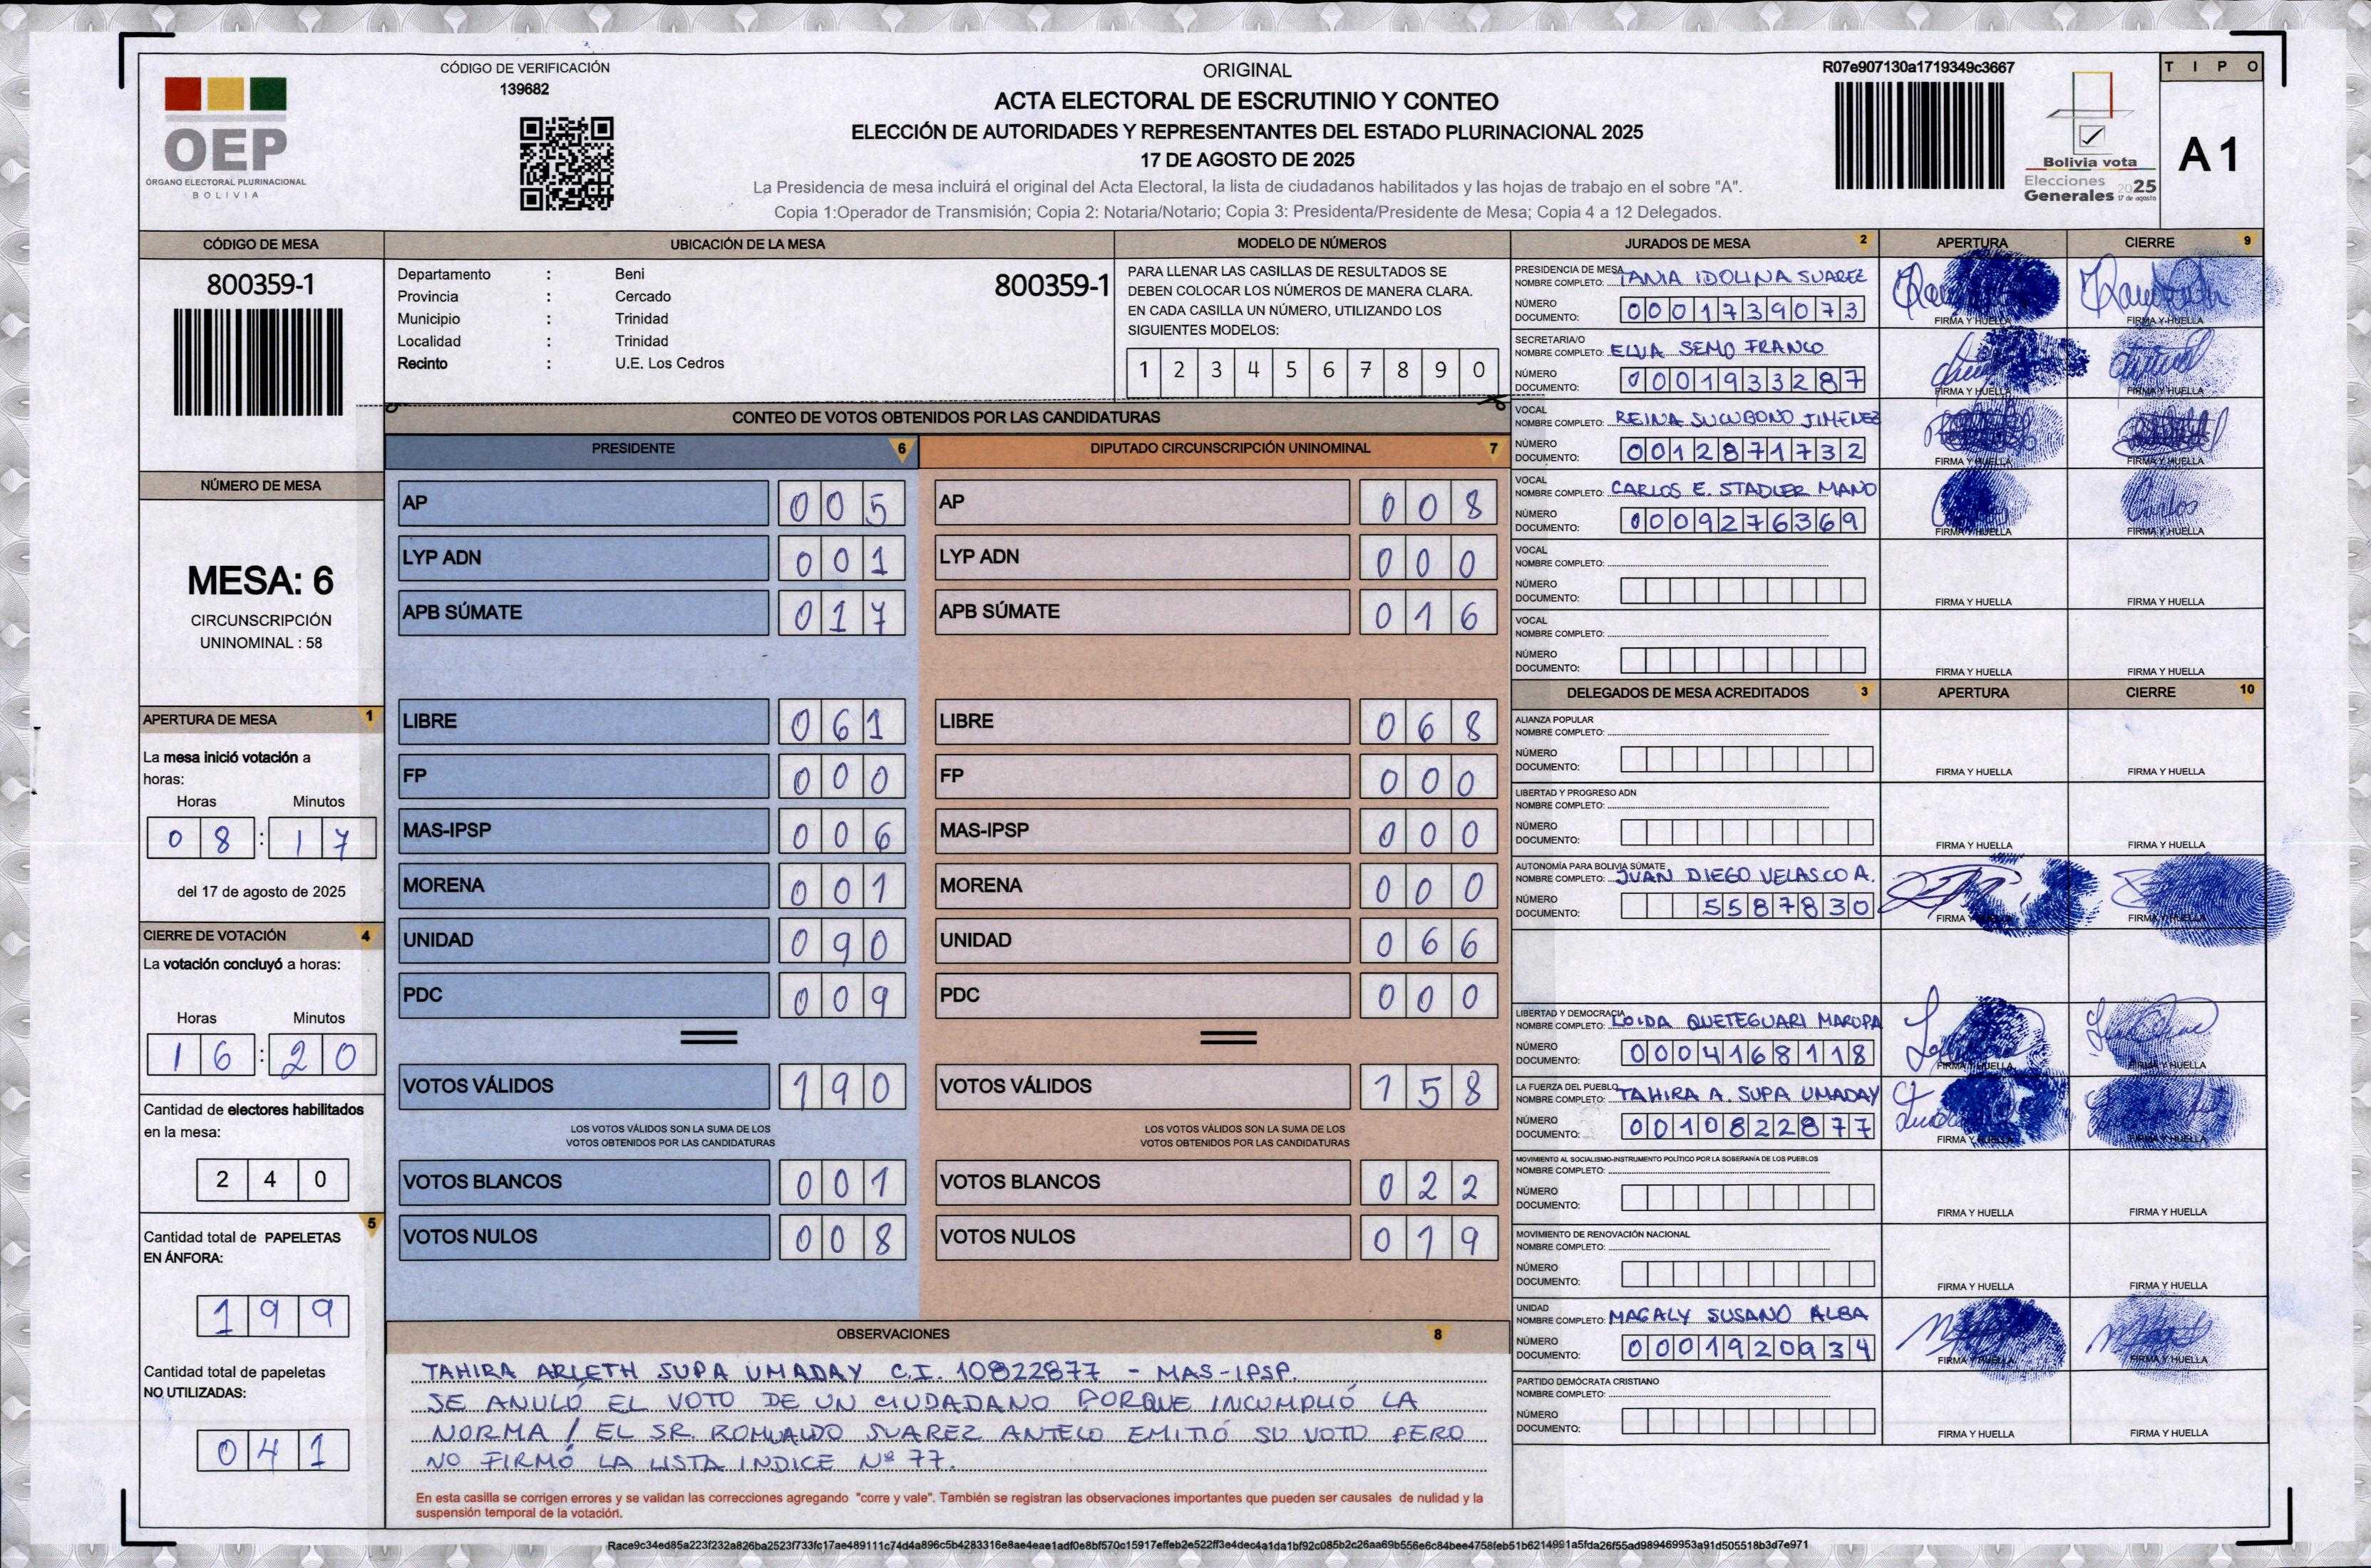 CÓDIGO DE VERIFICACIÓN
139682
OEP
ÓRGANO ELECTORAL PLURINACIONAL
BOLIVIA
ORIGINAL
ACTA ELECTORAL DE ESCRUTINIO Y CONTEO
ELECCIÓN DE AUTORIDADES Y REPRESENTANTES DEL ESTADO PLURINACIONAL 2025
17 DE AGOSTO DE 2025
La Presidencia de mesa incluirá el original del Acta Electoral, la lista de ciudadanos habilitados y las hojas de trabajo en el sobre "A".
Copia 1:Operador de Transmisión; Copia 2: Notaria/Notario; Copia 3: Presidenta/Presidente de Mesa; Copia 4 a 12 Delegados.
R07e907130a1719349c3667
Bolivia vota
Elecciones
Generales 2025
17 de agosto
TIPO
A 1
CÓDIGO DE MESA
800359-1
UBICACIÓN DE LA MESA
Departamento : Beni
800359-1
Provincia : Cercado
Municipio : Trinidad
Localidad : Trinidad
Recinto : U.E. Los Cedros
MODELO DE NÚMEROS
PARA LLENAR LAS CASILLAS DE RESULTADOS SE
DEBEN COLOCAR LOS NÚMEROS DE MANERA CLARA.
EN CADA CASILLA UN NÚMERO, UTILIZANDO LOS
SIGUIENTES MODELOS:
1 2 3 4 5 6 7 8 9 0
NÚMERO DE MESA
MESA: 6
CIRCUNSCRIPCIÓN
UNINOMINAL : 58
APERTURA DE MESA 1
La mesa inició votación a
horas:
Horas Minutos
0 8 : 1 7
del 17 de agosto de 2025
CIERRE DE VOTACIÓN 4
La votación concluyó a horas:
Horas Minutos
1 6 : 2 0
Cantidad de electores habilitados
en la mesa:
2 4 0
5
Cantidad total de PAPELETAS
EN ÁNFORA:
1 9 9
Cantidad total de papeletas
NO UTILIZADAS:
0 4 1
CONTEO DE VOTOS OBTENIDOS POR LAS CANDIDATURAS
PRESIDENTE 6
AP 0 0 5
LYP ADN 0 0 1
APB SÚMATE 0 1 7
LIBRE 0 6 1
FP 0 0 0
MAS-IPSP 0 0 6
MORENA 0 0 1
UNIDAD 0 9 0
PDC 0 0 9
VOTOS VÁLIDOS 1 9 0
LOS VOTOS VÁLIDOS SON LA SUMA DE LOS
VOTOS OBTENIDOS POR LAS CANDIDATURAS
VOTOS BLANCOS 0 0 1
VOTOS NULOS 0 0 8
DIPUTADO CIRCUNSCRIPCIÓN UNINOMINAL 7
AP 0 0 8
LYP ADN 0 0 0
APB SÚMATE 0 1 6
LIBRE 0 6 8
FP 0 0 0
MAS-IPSP 0 0 0
MORENA 0 0 0
UNIDAD 0 6 6
PDC 0 0 0
VOTOS VÁLIDOS 1 5 8
LOS VOTOS VÁLIDOS SON LA SUMA DE LOS
VOTOS OBTENIDOS POR LAS CANDIDATURAS
VOTOS BLANCOS 0 2 2
VOTOS NULOS 0 1 9
OBSERVACIONES 8
TAHIRA ARLETH SUPA UMADAY C.I. 10822877 - MAS-IPSP.
SE ANULÓ EL VOTO DE UN CIUDADANO PORQUE INCUMPLIÓ LA
NORMA / EL SR. ROMUALDO SUAREZ ANTELO EMITIÓ SU VOTO PERO
NO FIRMÓ LA LISTA INDICE Nº 77.
En esta casilla se corrigen errores y se validan las correcciones agregando "corre y vale". También se registran las observaciones importantes que pueden ser causales de nulidad y la
suspensión temporal de la votación.
JURADOS DE MESA 2 APERTURA CIERRE 9
PRESIDENCIA DE MESA
NOMBRE COMPLETO: TANIA IDOLINA SUAREZ
NÚMERO
DOCUMENTO: 0001739073
FIRMA Y HUELLA FIRMA Y HUELLA
SECRETARIA/O
NOMBRE COMPLETO: ELVIA SEMO FRANCO
NÚMERO
DOCUMENTO: 0001933287
FIRMA Y HUELLA FIRMA Y HUELLA
VOCAL
NOMBRE COMPLETO: REINA SUCUBONO JIMENEZ
NÚMERO
DOCUMENTO: 0012871732
FIRMA Y HUELLA FIRMA Y HUELLA
VOCAL
NOMBRE COMPLETO: CARLOS E. STADLER MANO
NÚMERO
DOCUMENTO: 0009276369
Carlos
FIRMA Y HUELLA FIRMA Y HUELLA
VOCAL
NOMBRE COMPLETO:
NÚMERO
DOCUMENTO:
FIRMA Y HUELLA FIRMA Y HUELLA
VOCAL
NOMBRE COMPLETO:
NÚMERO
DOCUMENTO:
FIRMA Y HUELLA FIRMA Y HUELLA
DELEGADOS DE MESA ACREDITADOS 3 APERTURA CIERRE 10
ALIANZA POPULAR
NOMBRE COMPLETO:
NÚMERO
DOCUMENTO:
FIRMA Y HUELLA FIRMA Y HUELLA
LIBERTAD Y PROGRESO ADN
NOMBRE COMPLETO:
NÚMERO
DOCUMENTO:
FIRMA Y HUELLA FIRMA Y HUELLA
AUTONOMÍA PARA BOLIVIA SÚMATE
NOMBRE COMPLETO: JUAN DIEGO VELASCO A.
NÚMERO
DOCUMENTO: 5587830
FIRMA Y HUELLA FIRMA Y HUELLA
LIBERTAD Y DEMOCRACIA
NOMBRE COMPLETO: LOIDA QUETEGUARI MAROPA
NÚMERO
DOCUMENTO: 0004168118
FIRMA Y HUELLA FIRMA Y HUELLA
LA FUERZA DEL PUEBLO
NOMBRE COMPLETO: TAHIRA A. SUPA UMADAY
NÚMERO
DOCUMENTO: 0010822877
FIRMA Y HUELLA FIRMA Y HUELLA
MOVIMIENTO AL SOCIALISMO-INSTRUMENTO POLÍTICO POR LA SOBERANÍA DE LOS PUEBLOS
NOMBRE COMPLETO:
NÚMERO
DOCUMENTO:
FIRMA Y HUELLA FIRMA Y HUELLA
MOVIMIENTO DE RENOVACIÓN NACIONAL
NOMBRE COMPLETO:
NÚMERO
DOCUMENTO:
FIRMA Y HUELLA FIRMA Y HUELLA
UNIDAD
NOMBRE COMPLETO: MAGALY SUSANO ALBA
NÚMERO
DOCUMENTO: 0001920934
FIRMA Y HUELLA FIRMA Y HUELLA
PARTIDO DEMÓCRATA CRISTIANO
NOMBRE COMPLETO:
NÚMERO
DOCUMENTO:
FIRMA Y HUELLA FIRMA Y HUELLA